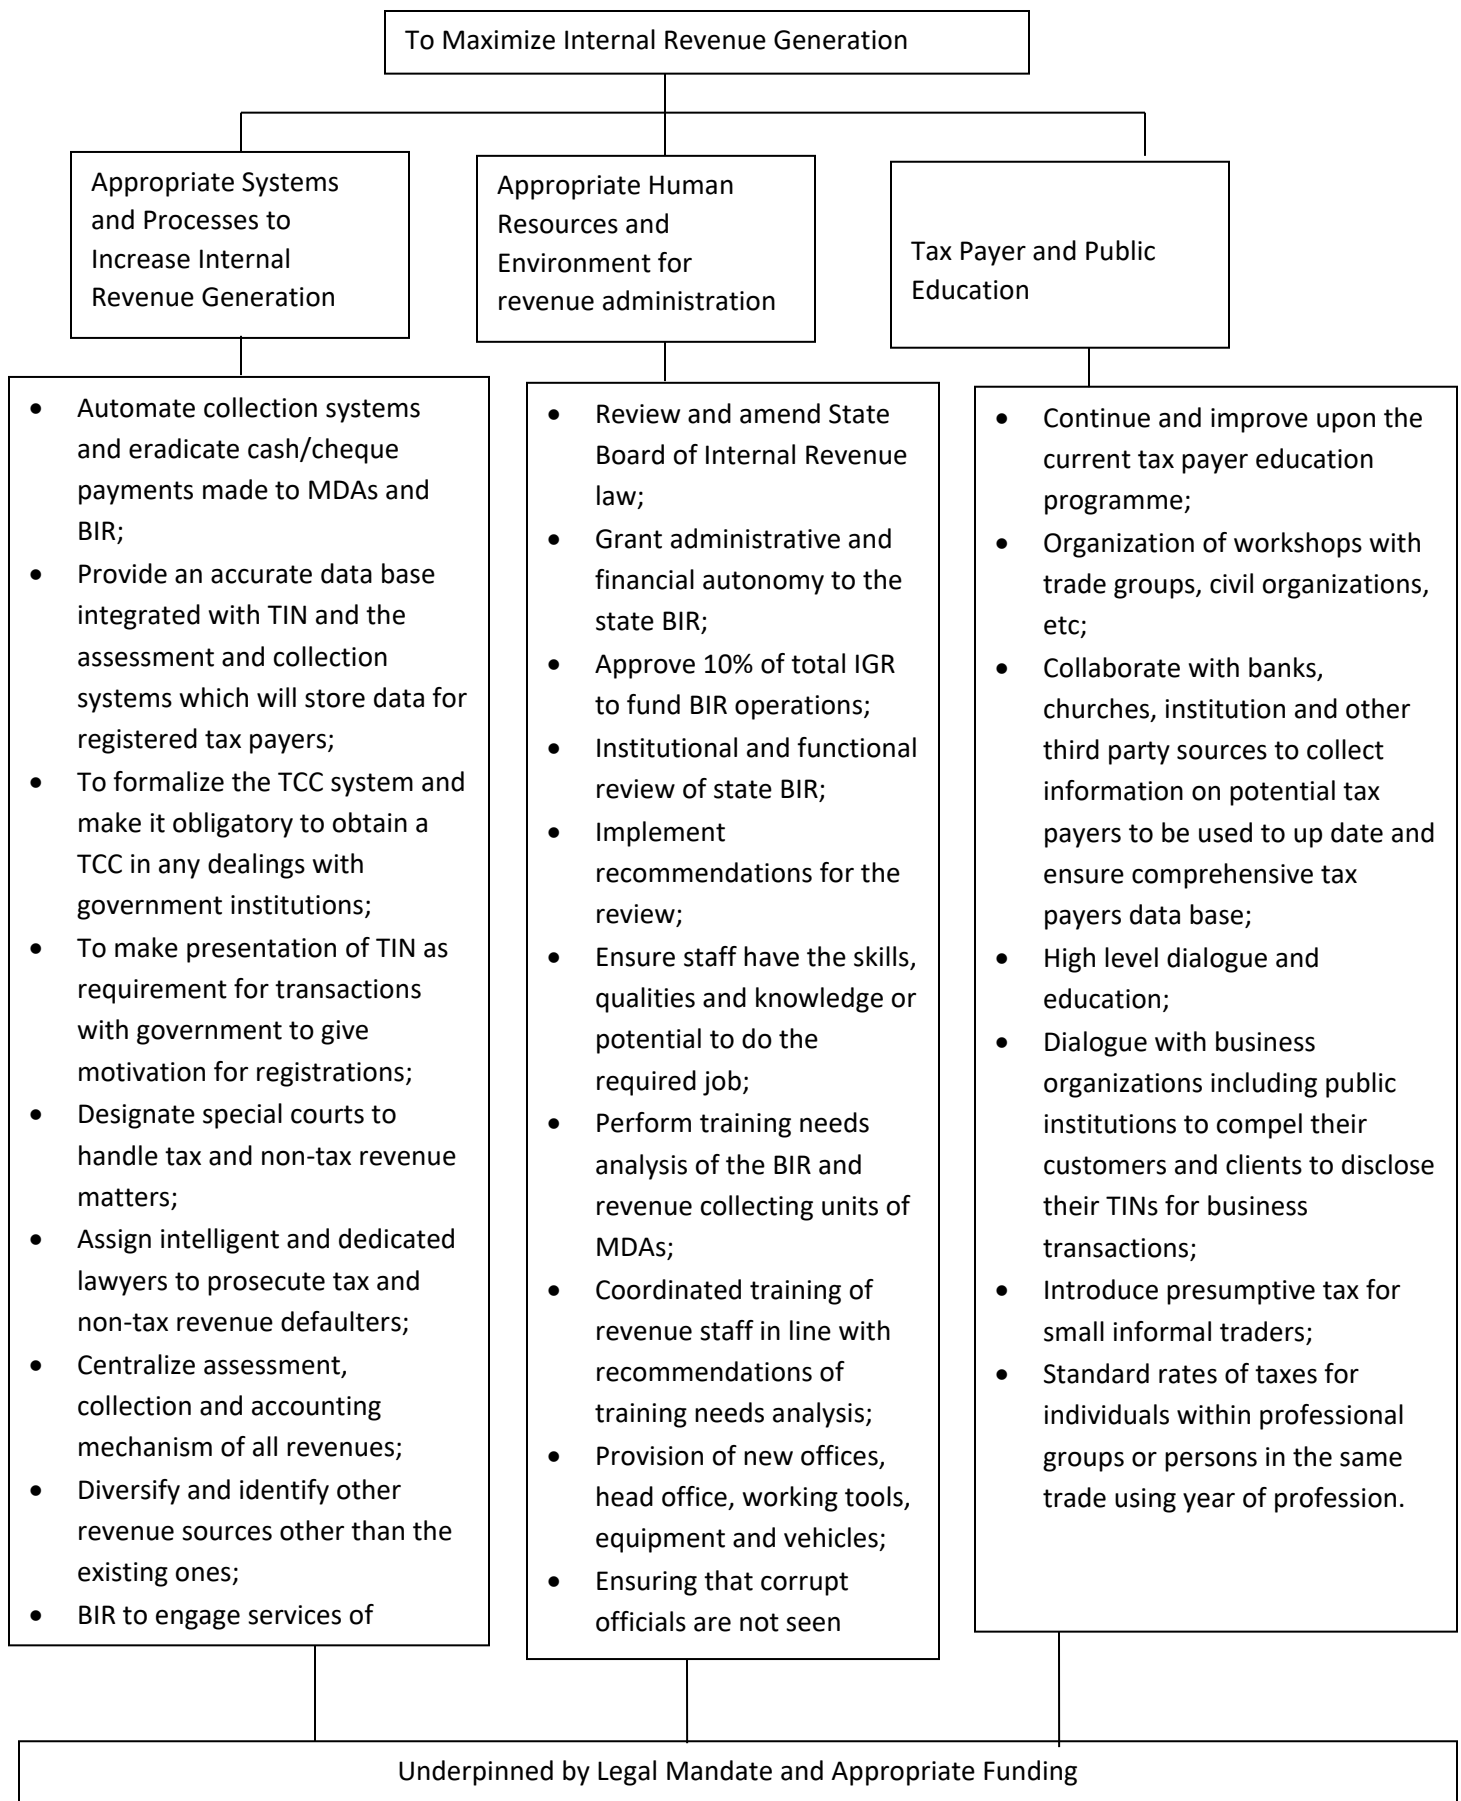 To Maximize Internal Revenue Generation
Appropriate Systems
and Processes to
Increase Internal
Revenue Generation
Appropriate Human
Resources and
Environment for
revenue administration
Tax Payer and Public
Education
• Automate collection systems
and eradicate cash/cheque
payments made to MDAs and
BIR;
• Provide an accurate data base
integrated with TIN and the
assessment and collection
systems which will store data for
registered tax payers;
• To formalize the TCC system and
make it obligatory to obtain a
TCC in any dealings with
government institutions;
• To make presentation of TIN as
requirement for transactions
with government to give
motivation for registrations;
• Designate special courts to
handle tax and non-tax revenue
matters;
• Assign intelligent and dedicated
lawyers to prosecute tax and
non-tax revenue defaulters;
• Centralize assessment,
collection and accounting
mechanism of all revenues;
• Diversify and identify other
revenue sources other than the
existing ones;
• BIR to engage services of
• Review and amend State
Board of Internal Revenue
law;
• Grant administrative and
financial autonomy to the
state BIR;
• Approve 10% of total IGR
to fund BIR operations;
• Institutional and functional
review of state BIR;
• Implement
recommendations for the
review;
• Ensure staff have the skills,
qualities and knowledge or
potential to do the
required job;
• Perform training needs
analysis of the BIR and
revenue collecting units of
MDAs;
• Coordinated training of
revenue staff in line with
recommendations of
training needs analysis;
• Provision of new offices,
head office, working tools,
equipment and vehicles;
• Ensuring that corrupt
officials are not seen
• Continue and improve upon the
current tax payer education
programme;
• Organization of workshops with
trade groups, civil organizations,
etc;
• Collaborate with banks,
churches, institution and other
third party sources to collect
information on potential tax
payers to be used to up date and
ensure comprehensive tax
payers data base;
• High level dialogue and
education;
• Dialogue with business
organizations including public
institutions to compel their
customers and clients to disclose
their TINs for business
transactions;
• Introduce presumptive tax for
small informal traders;
• Standard rates of taxes for
individuals within professional
groups or persons in the same
trade using year of profession.
Underpinned by Legal Mandate and Appropriate Funding